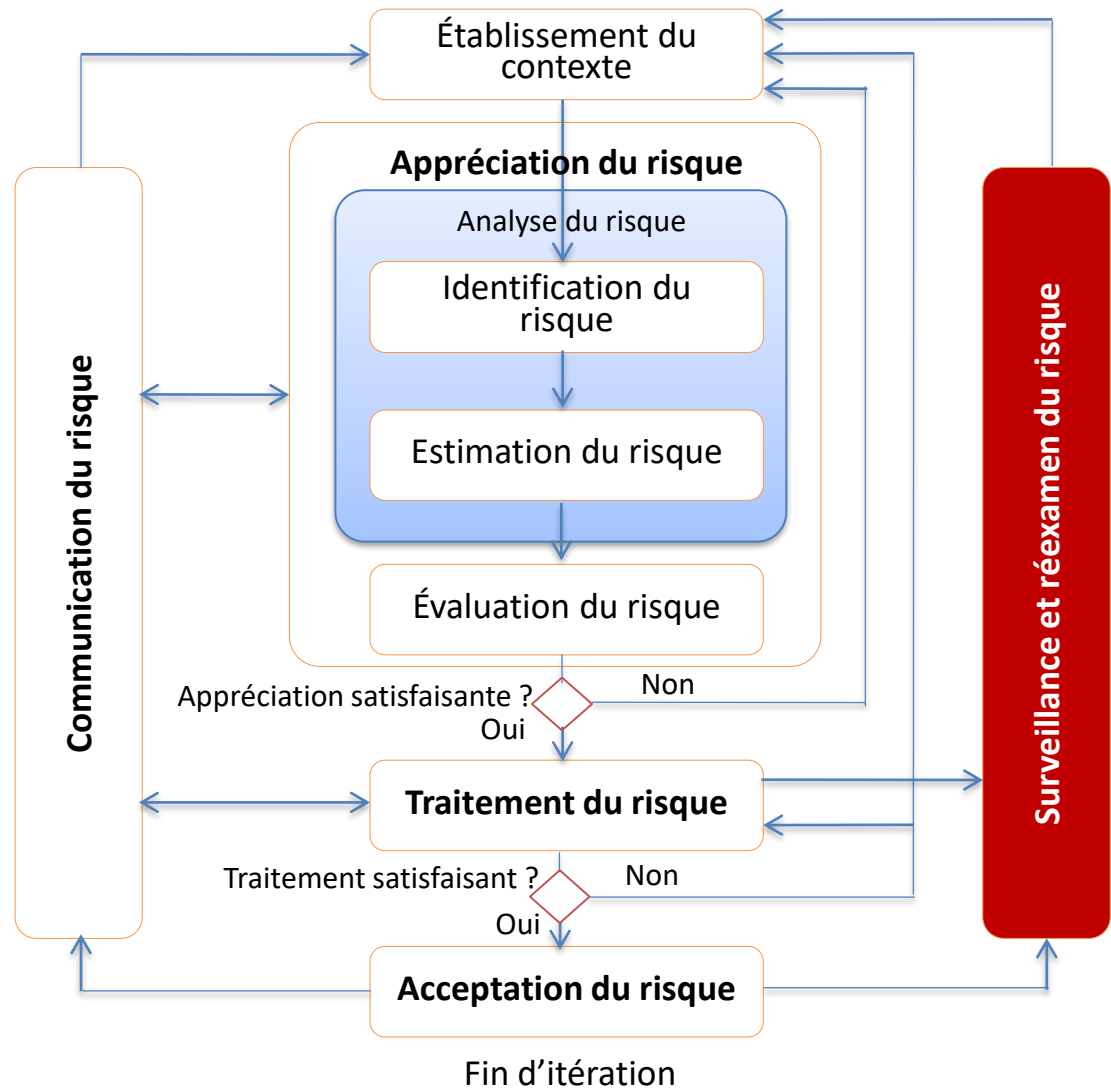 Établissement du
contexte
Appréciation du risque
Analyse du risque
Identification du
risque
Estimation du risque
Évaluation du risque
Appréciation satisfaisante ?
Non
Oui
Traitement du risque
Traitement satisfaisant ?
Non
Oui
Acceptation du risque
Fin d’itération
Communication du risque
Surveillance et réexamen du risque